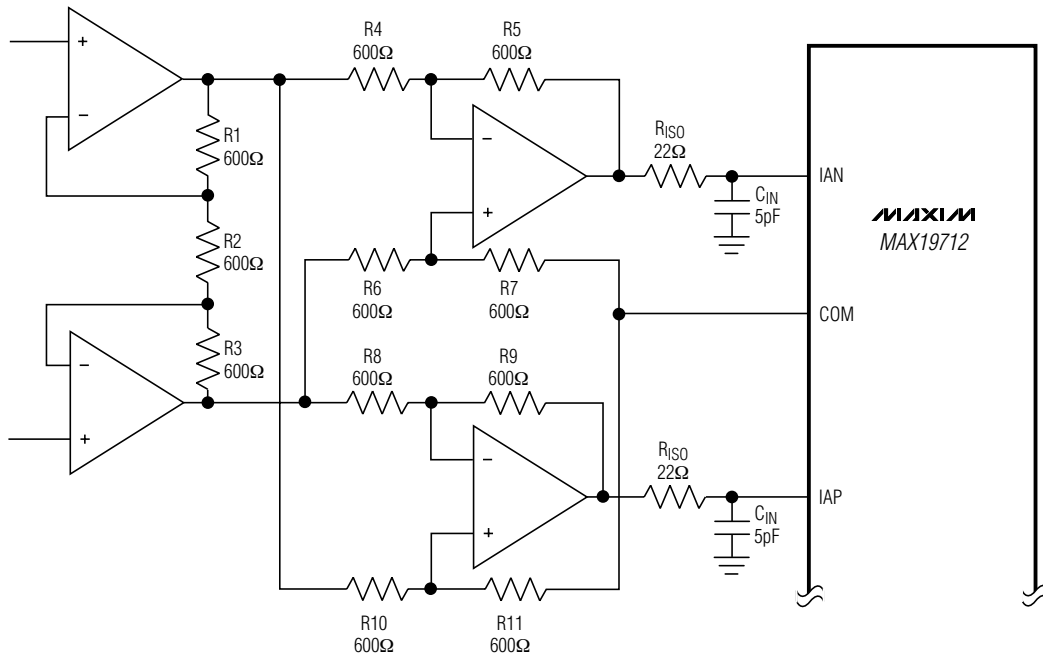 R4
600Ω
R5
600Ω
+
−
R1
600Ω
−
+
RISO
22Ω
IAN
CIN
5pF
MAXIM
MAX19712
R2
600Ω
R6
600Ω
R7
600Ω
COM
R3
600Ω
−
+
R8
600Ω
R9
600Ω
−
+
RISO
22Ω
IAP
CIN
5pF
R10
600Ω
R11
600Ω